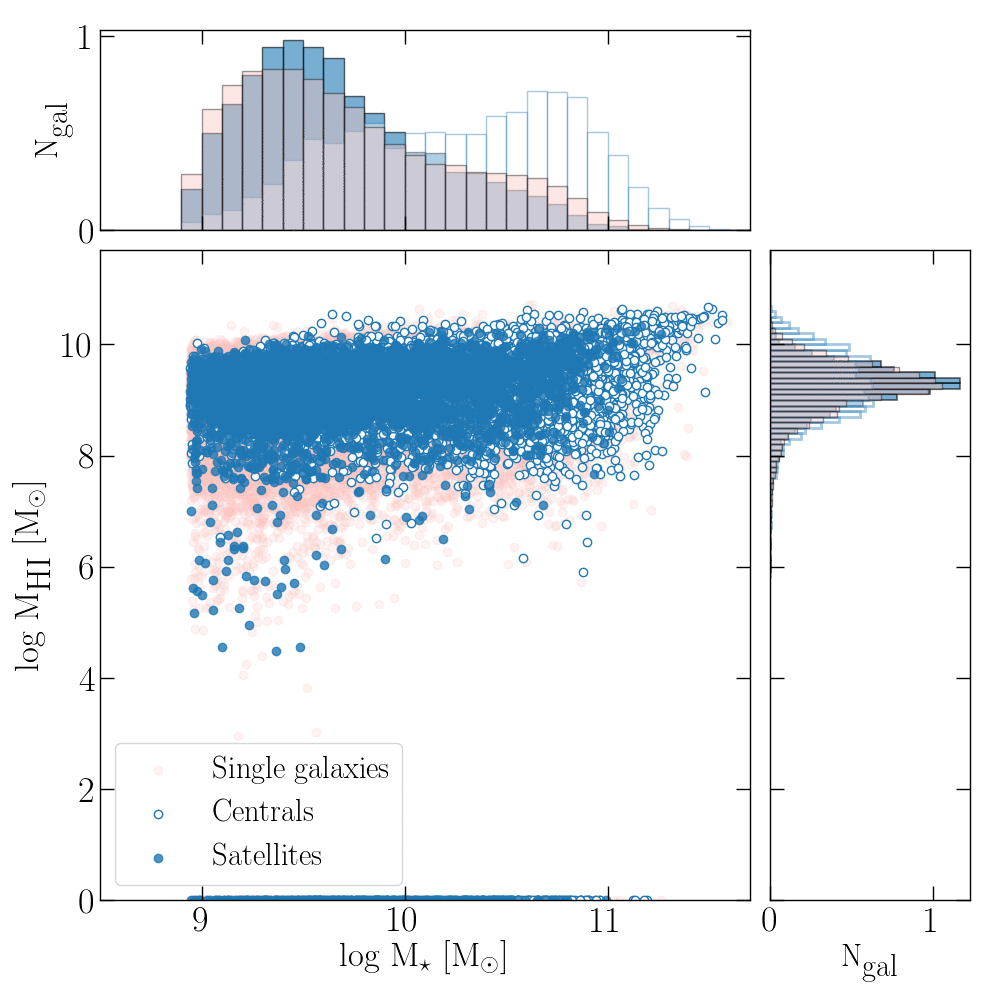 1
N_gal
0
10
8
6
4
2
0
log M_HI [M_⊙]
Single galaxies
Centrals
Satellites
9 10 11
log M_⋆ [M_⊙]
0 1
N_gal